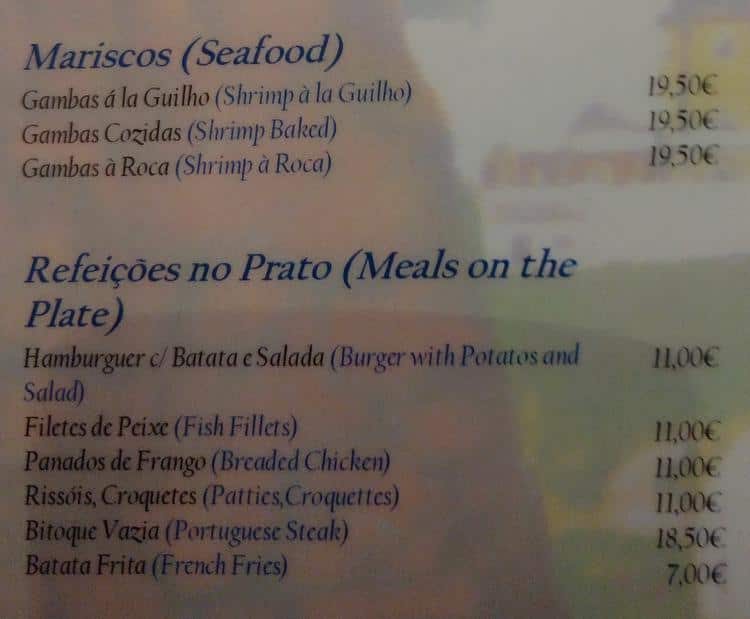 Mariscos (Seafood)
Gambas á la Guilho (Shrimp à la Guilho) 19,50€
Gambas Cozidas (Shrimp Baked) 19,50€
Gambas à Roca (Shrimp à Roca) 19,50€
Refeições no Prato (Meals on the
Plate)
Hamburguer c/ Batata e Salada (Burger with Potatos and 11,00€
Salad)
Filetes de Peixe (Fish Fillets) 11,00€
Panados de Frango (Breaded Chicken) 11,00€
Rissóis, Croquetes (Patties,Croquettes) 11,00€
Bitoque Vazia (Portuguese Steak) 18,50€
Batata Frita (French Fries) 7,00€